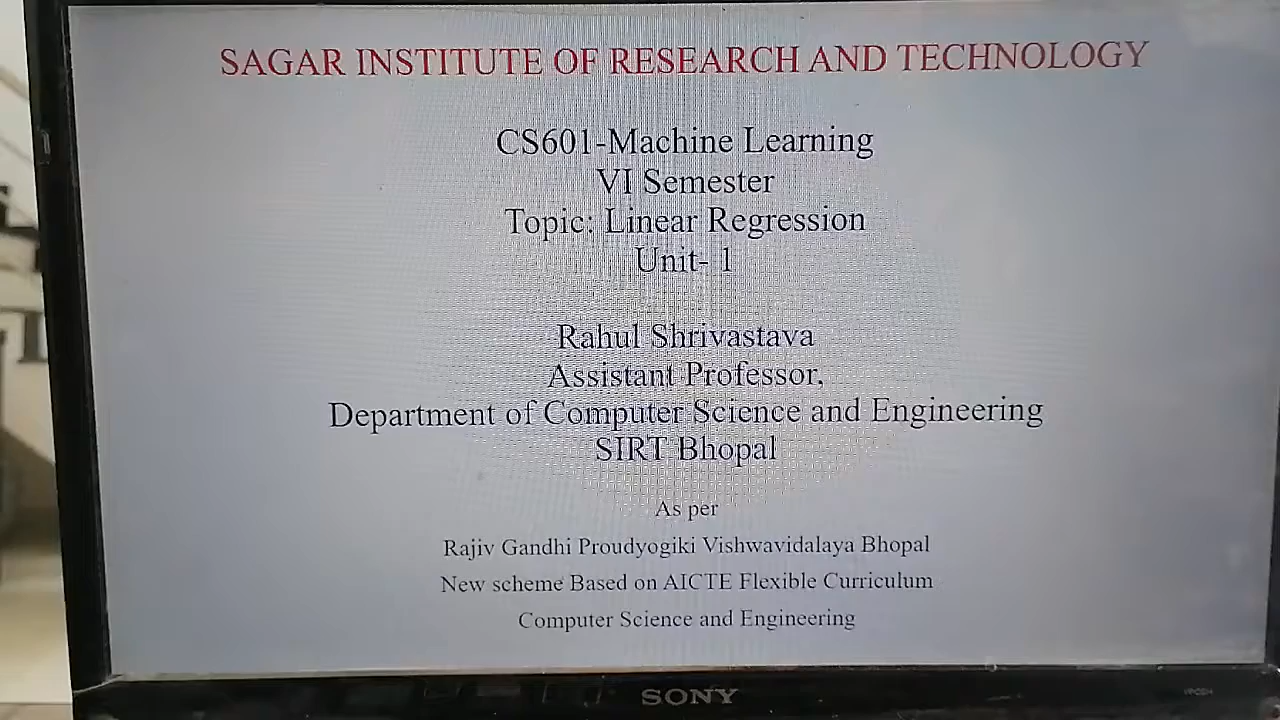 SAGAR INSTITUTE OF RESEARCH AND TECHNOLOGY
CS601-Machine Learning
VI Semester
Topic: Linear Regression
Unit- 1
Rahul Shrivastava
Assistant Professor,
Department of Computer Science and Engineering
SIRT Bhopal
As per
Rajiv Gandhi Proudyogiki Vishwavidalaya Bhopal
New scheme Based on AICTE Flexible Curriculum
Computer Science and Engineering
SONY